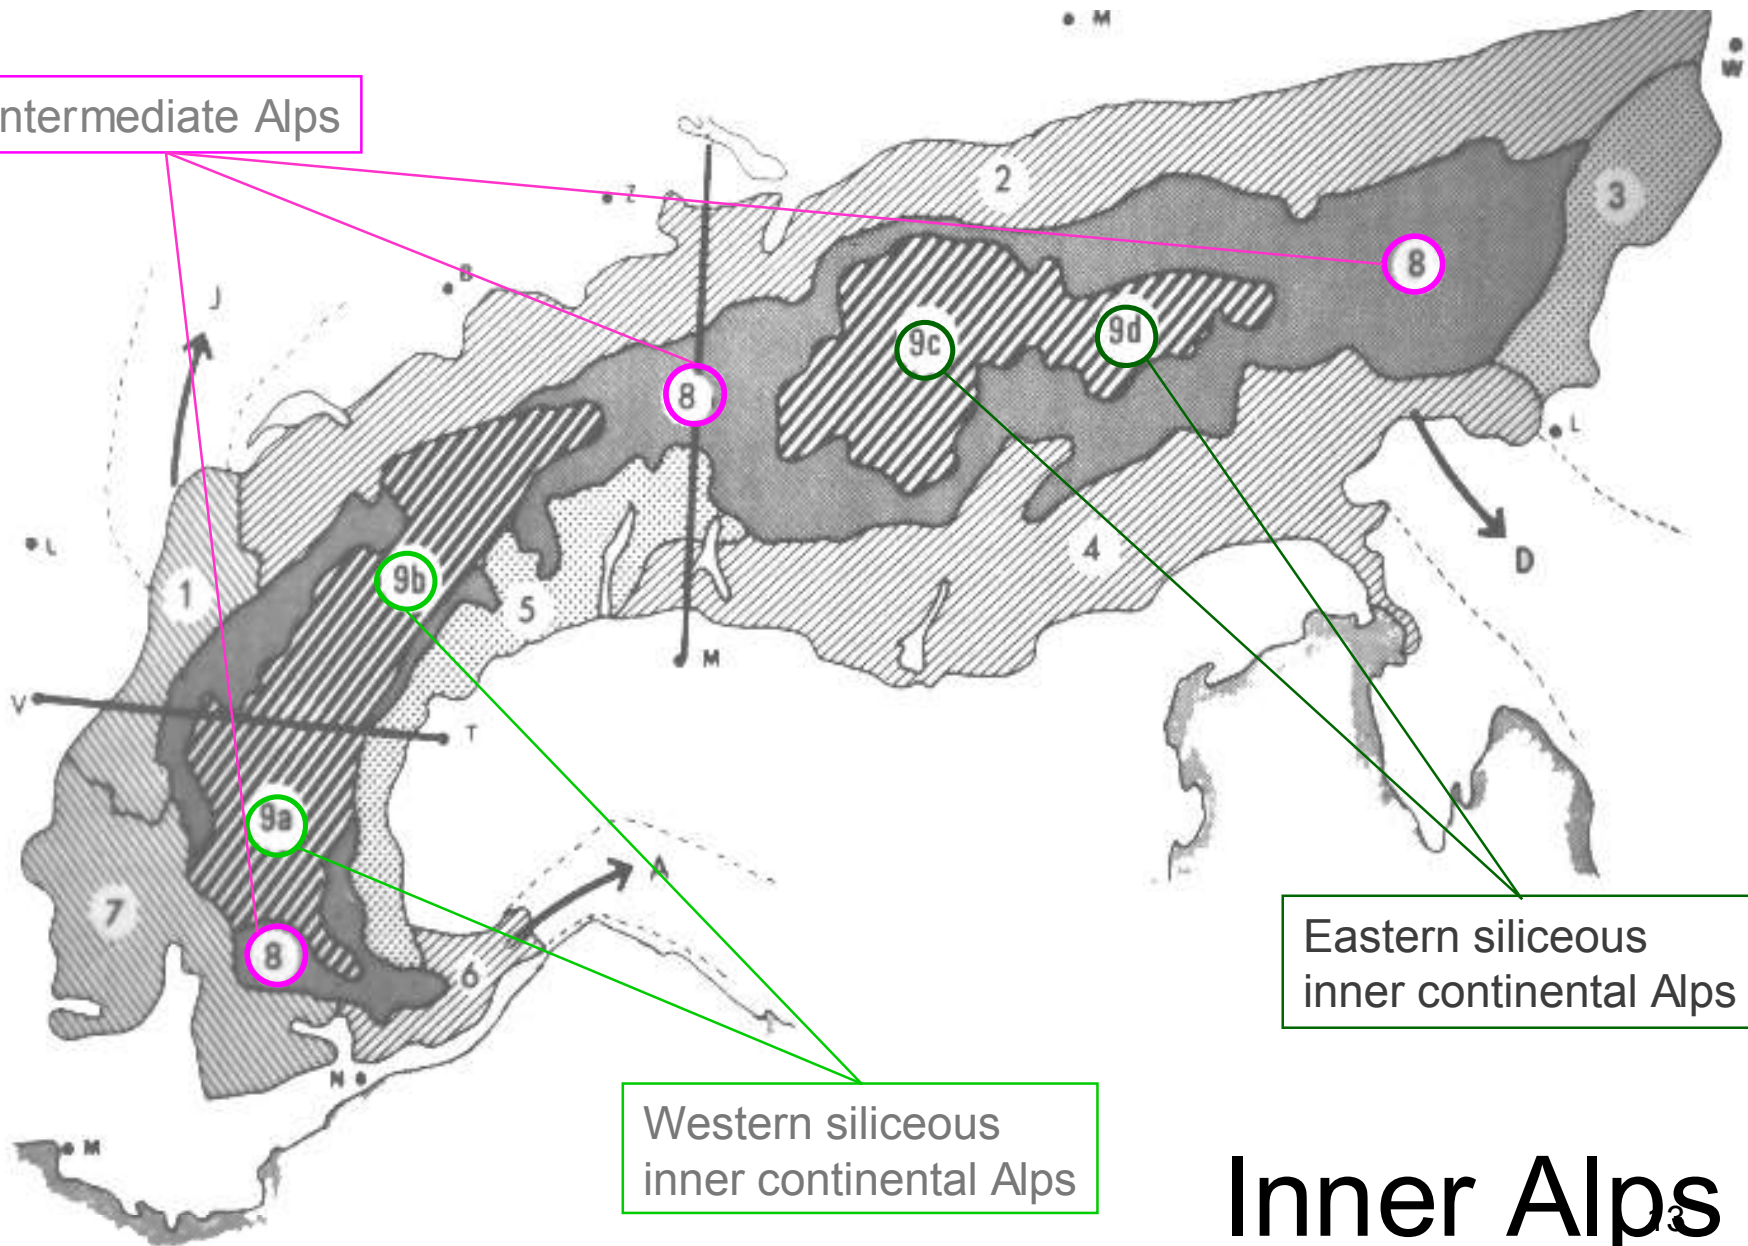 M
W
ntermediate Alps
2
3
Z
B
8
J
9c
9d
8
L
L
4
D
9b
1
5
M
V
T
9a
A
7
8
6
Eastern siliceous
inner continental Alps
N
M
Western siliceous
inner continental Alps
Inner Alps
13